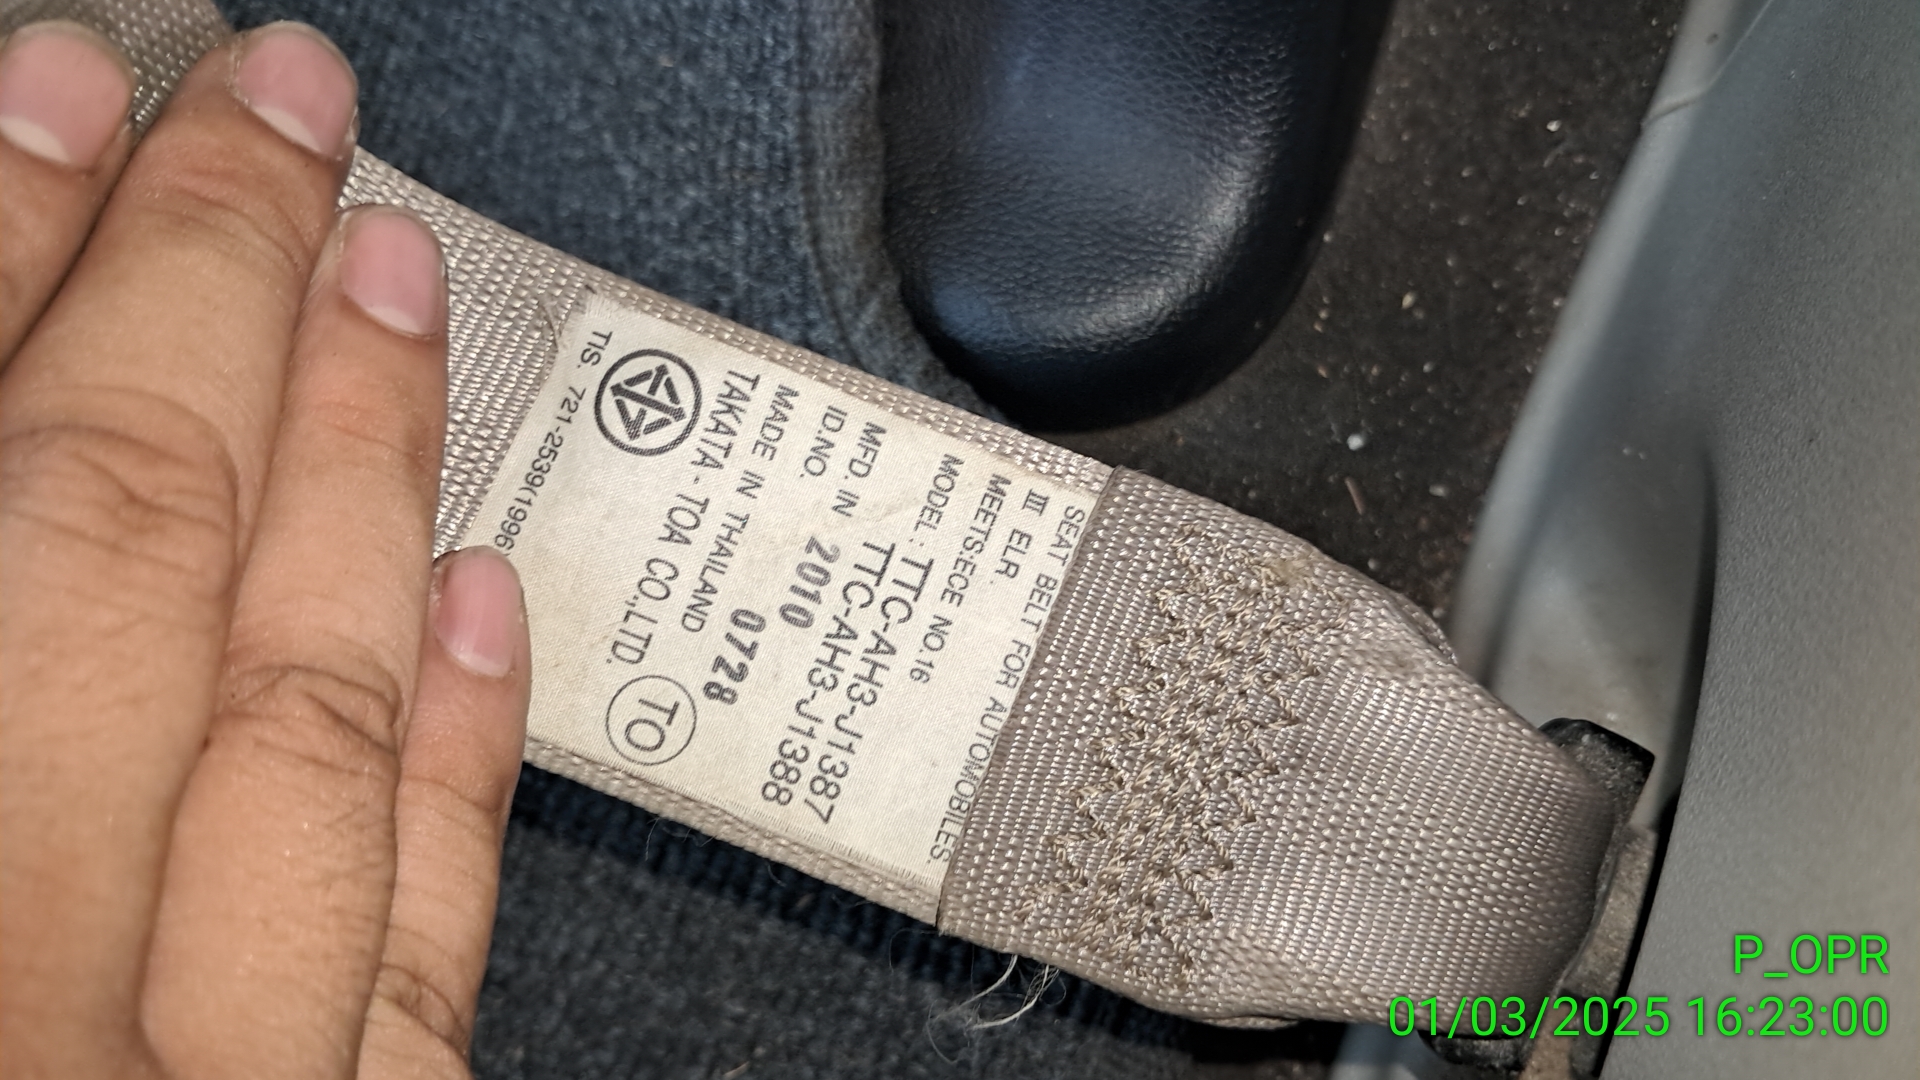 SEAT BELT FOR AUTOMOBILES.
III ELR.
MEETS:ECE NO.16
MODEL : TTC-AH3-J1387
TTC-AH3-J1388
MFD. IN 2010
ID.NO. 0728
MADE IN THAILAND
TAKATA - TOA CO.,LTD.
TO
TIS. 721-2539(1996
P_OPR
01/03/2025 16:23:00